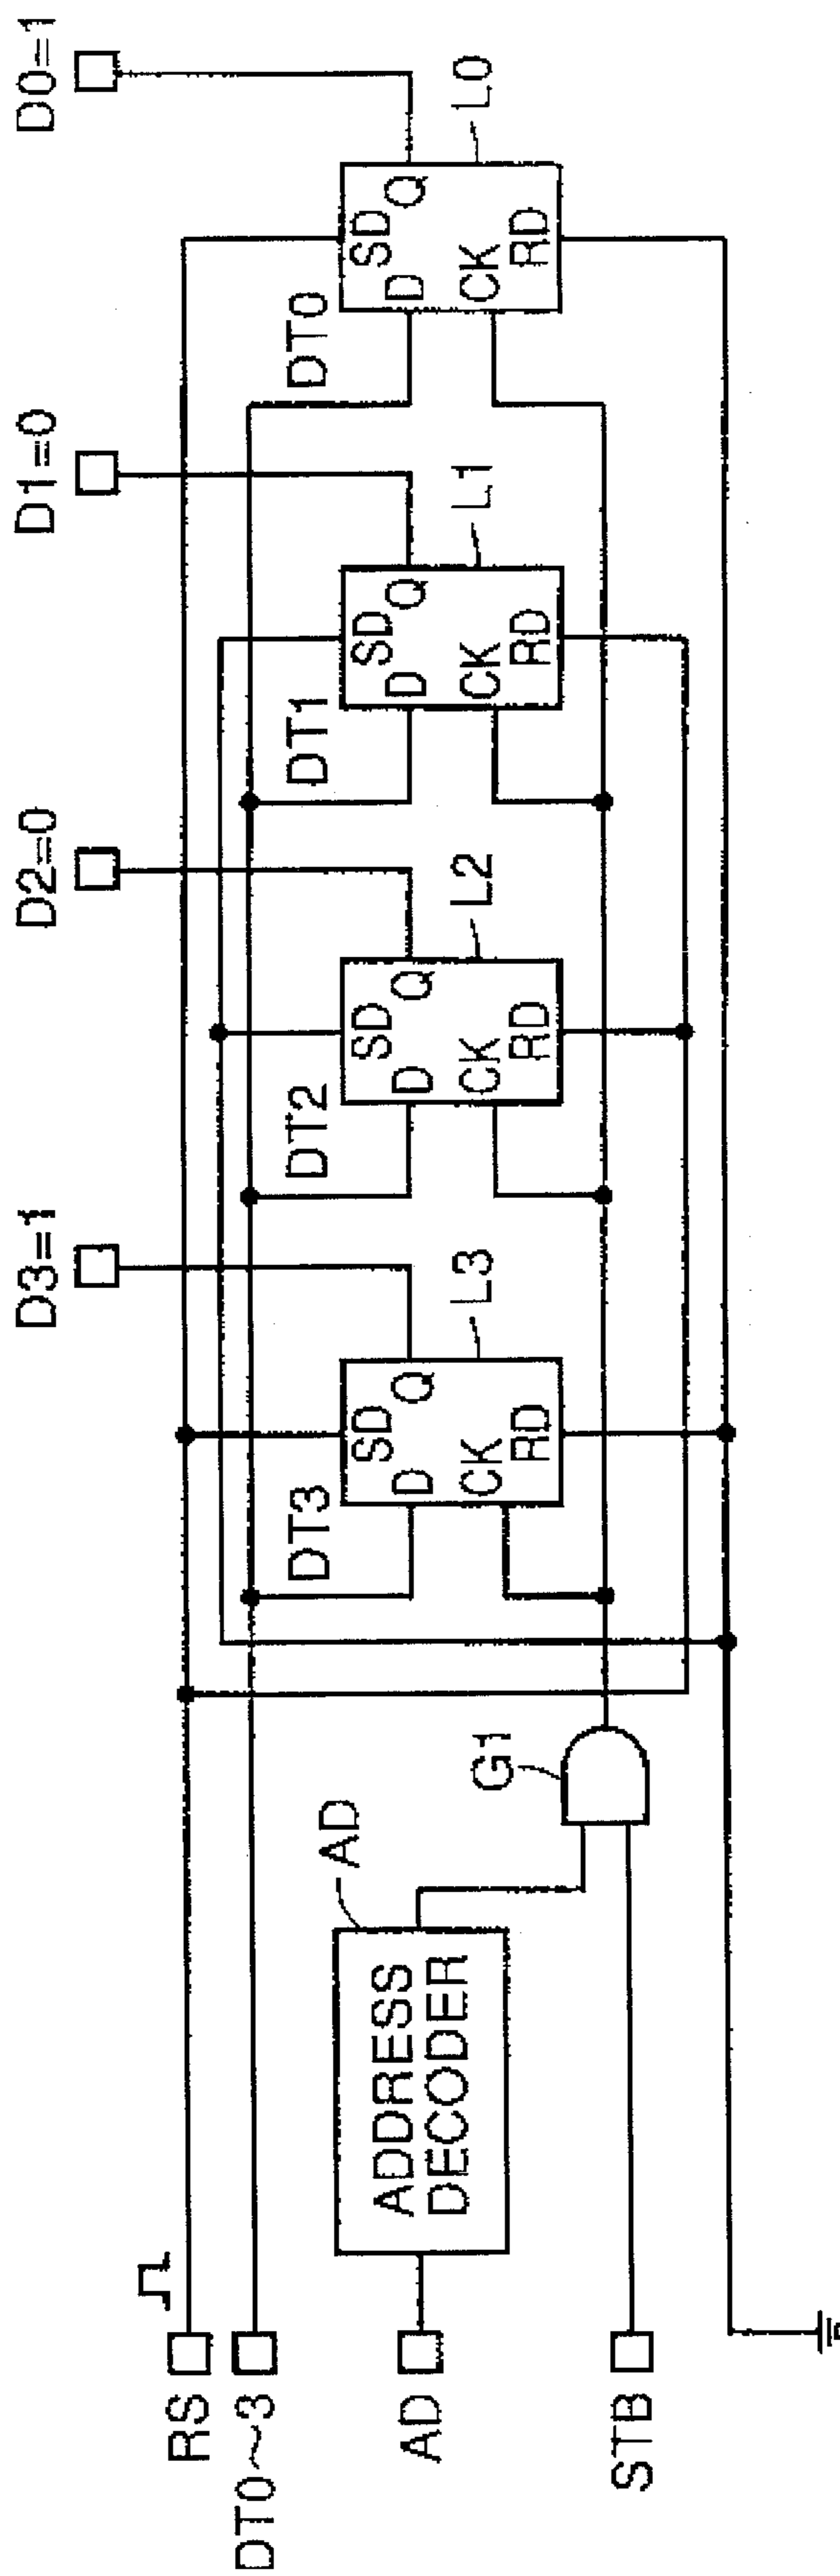 D3=1
D2=0
D1=0
D0=1
RS
DT0~3
AD
STB
ADDRESS
DECODER
AD
G1
DT3
SD
D
Q
CK
RD
L3
DT2
SD
D
Q
CK
RD
L2
DT1
SD
D
Q
CK
RD
L1
DT0
SD
D
Q
CK
RD
L0